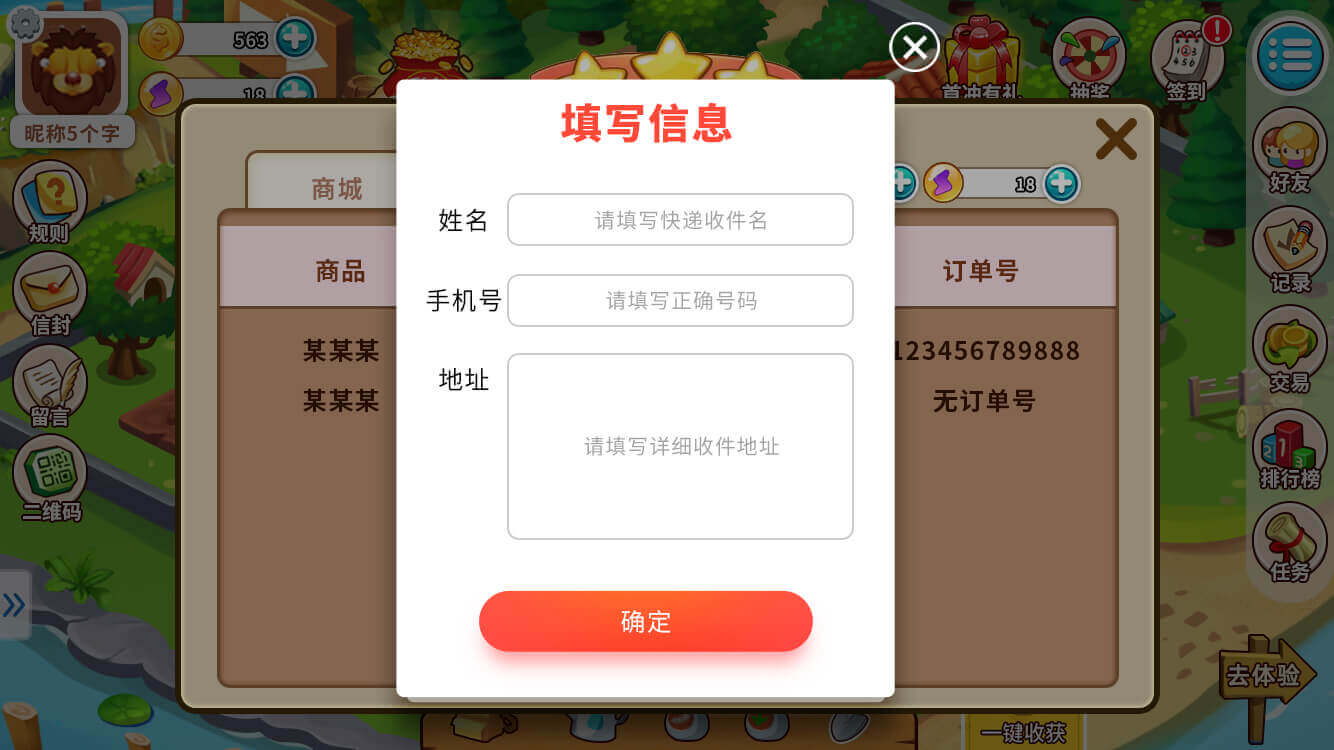 563
18
昵称5个字
首冲有礼
抽奖
签到
填写信息
商城
18
规则
好友
姓名
请填写快递收件名
商品
订单号
记录
手机号
请填写正确号码
信封
某某某
123456789888
地址
交易
某某某
无订单号
留言
请填写详细收件地址
排行榜
二维码
任务
确定
去体验
一键收获